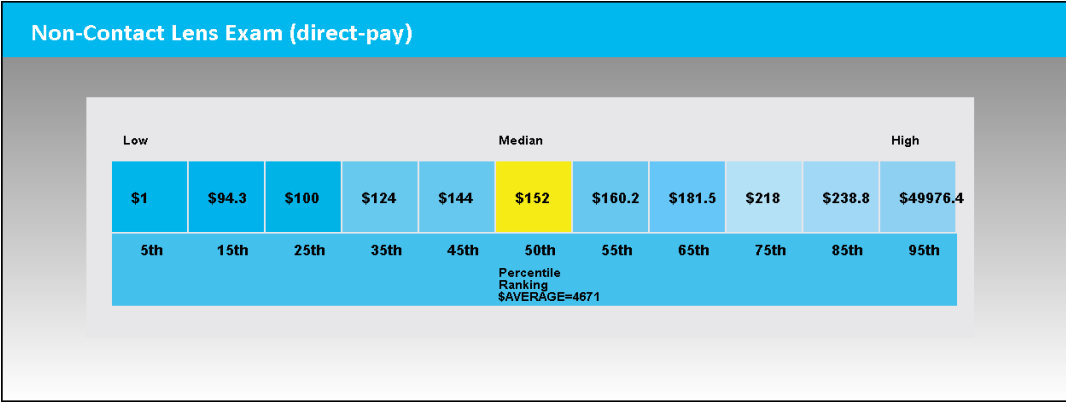 Non-Contact Lens Exam (direct-pay)
Low Median High
$1 $94.3 $100 $124 $144 $152 $160.2 $181.5 $218 $238.8 $49976.4
5th 15th 25th 35th 45th 50th 55th 65th 75th 85th 95th
Percentile
Ranking
$AVERAGE=4671